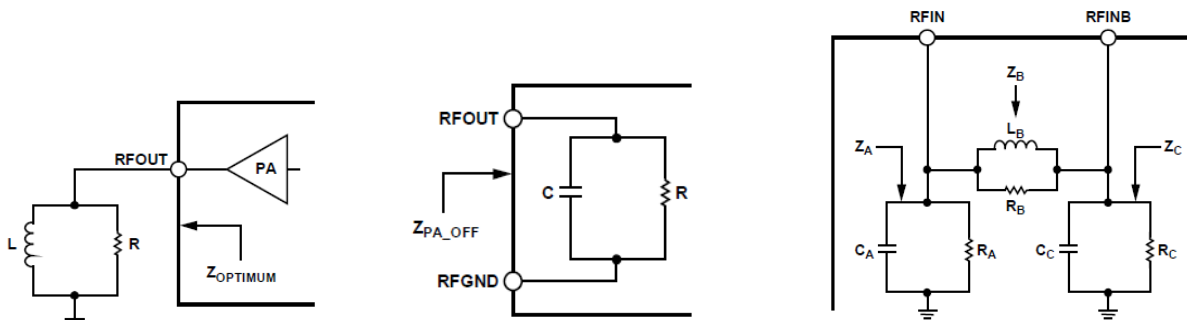 RFOUT
PA
L
R
ZOPTIMUM
RFOUT
C
R
ZPA_OFF
RFGND
RFIN
RFINB
ZB
LB
ZA
ZC
RB
CA
RA
CC
RC